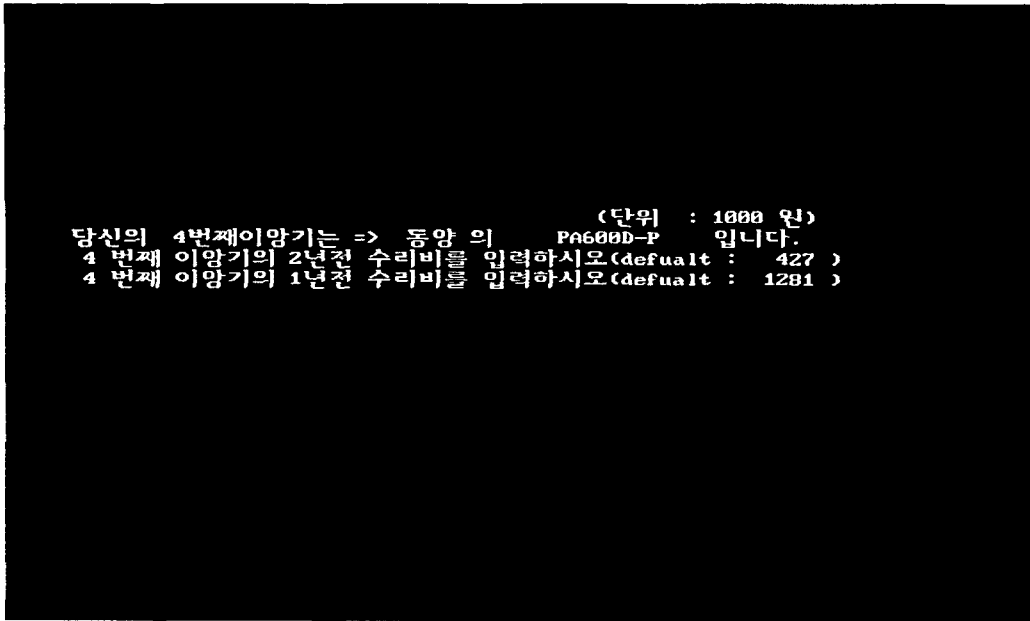 (단위 : 1000 원)
당신의 4번째이앙기는 => 동양 의 PA600D-P 입니다.
4 번째 이앙기의 2년전 수리비를 입력하시오(defualt : 427 )
4 번째 이앙기의 1년전 수리비를 입력하시오(defualt : 1281 )